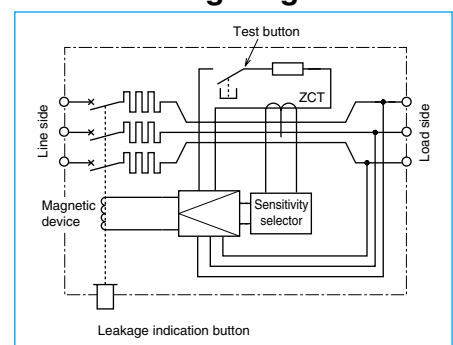 Test button
ZCT
Line side
Load side
Magnetic
device
Sensitivity
selector
Leakage indication button